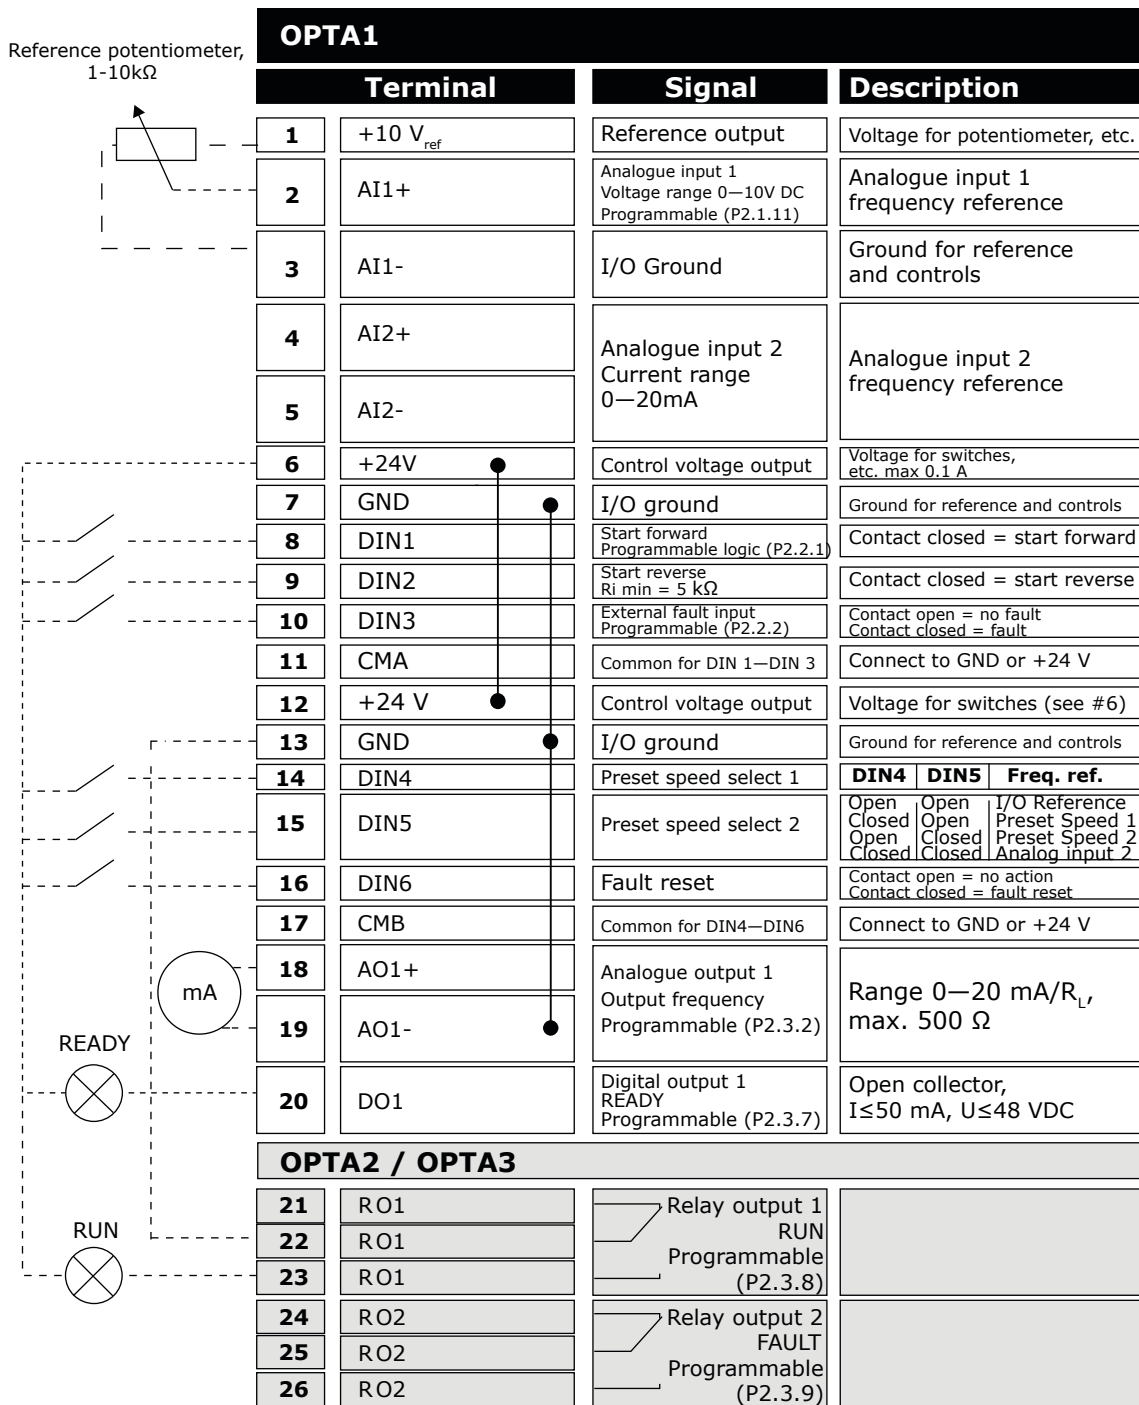 Reference potentiometer,
1-10kΩ
OPTA1
Terminal Signal Description
1 +10 Vref Reference output Voltage for potentiometer, etc.
2 AI1+ Analogue input 1
Voltage range 0—10V DC
Programmable (P2.1.11) Analogue input 1
frequency reference
3 AI1- I/O Ground Ground for reference
and controls
4 AI2+ Analogue input 2
Current range
0—20mA Analogue input 2
frequency reference
5 AI2-
6 +24V Control voltage output Voltage for switches,
etc. max 0.1 A
7 GND I/O ground Ground for reference and controls
8 DIN1 Start forward
Programmable logic (P2.2.1) Contact closed = start forward
9 DIN2 Start reverse
Ri min = 5 kΩ Contact closed = start reverse
10 DIN3 External fault input
Programmable (P2.2.2) Contact open = no fault
Contact closed = fault
11 CMA Common for DIN 1—DIN 3 Connect to GND or +24 V
12 +24 V Control voltage output Voltage for switches (see #6)
13 GND I/O ground Ground for reference and controls
14 DIN4 Preset speed select 1 DIN4 DIN5 Freq. ref.
15 DIN5 Preset speed select 2 Open Open I/O Reference
Closed Open Preset Speed 1
Open Closed Preset Speed 2
Closed Closed Analog input 2
16 DIN6 Fault reset Contact open = no action
Contact closed = fault reset
17 CMB Common for DIN4—DIN6 Connect to GND or +24 V
mA
18 AO1+ Analogue output 1
Output frequency
Programmable (P2.3.2) Range 0—20 mA/RL,
max. 500 Ω
19 AO1-
READY
20 DO1 Digital output 1
READY
Programmable (P2.3.7) Open collector,
I≤50 mA, U≤48 VDC
OPTA2 / OPTA3
21 RO1 Relay output 1
RUN
Programmable
(P2.3.8)
RUN
22 RO1
23 RO1
24 RO2 Relay output 2
FAULT
Programmable
(P2.3.9)
25 RO2
26 RO2